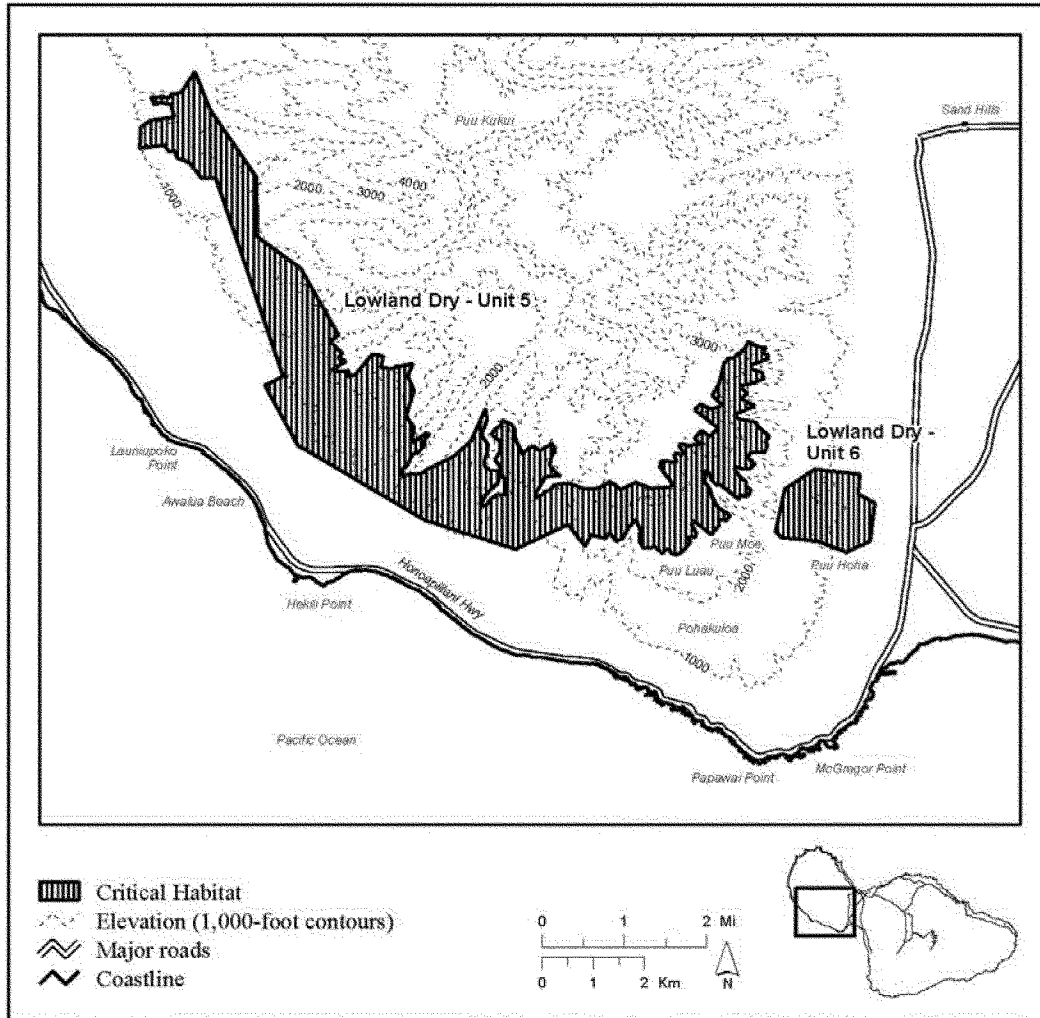 Sand Hills
Puu Kukui
4000
2000
3000
1000
Lowland Dry - Unit 5
3000
2000
Lowland Dry -
Unit 6
Launiupoko
Point
Awalua Beach
Puu Moe
Puu Luau
Puu Hoha
2000
Honoapiilani Hwy
Hekili Point
Pohakuloa
1000
Pacific Ocean
Papawai Point
McGregor Point
Critical Habitat
Elevation (1,000-foot contours)
Major roads
Coastline
0 1 2 Mi
0 1 2 Km
N